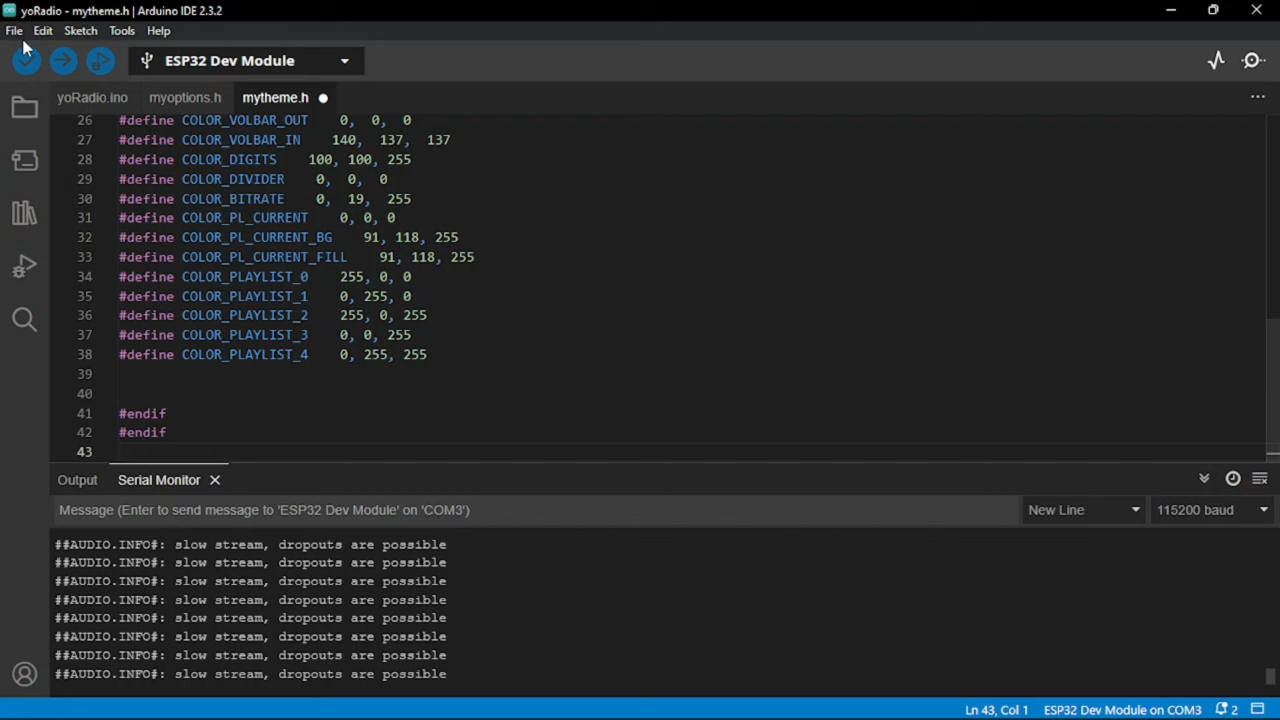 yoRadio - mytheme.h | Arduino IDE 2.3.2
File Edit Sketch Tools Help
ESP32 Dev Module
yoRadio.ino myoptions.h mytheme.h
26 #define COLOR_VOLBAR_OUT 0, 0, 0
27 #define COLOR_VOLBAR_IN 140, 137, 137
28 #define COLOR_DIGITS 100, 100, 255
29 #define COLOR_DIVIDER 0, 0, 0
30 #define COLOR_BITRATE 0, 19, 255
31 #define COLOR_PL_CURRENT 0, 0, 0
32 #define COLOR_PL_CURRENT_BG 91, 118, 255
33 #define COLOR_PL_CURRENT_FILL 91, 118, 255
34 #define COLOR_PLAYLIST_0 255, 0, 0
35 #define COLOR_PLAYLIST_1 0, 255, 0
36 #define COLOR_PLAYLIST_2 255, 0, 255
37 #define COLOR_PLAYLIST_3 0, 0, 255
38 #define COLOR_PLAYLIST_4 0, 255, 255
39
40
41 #endif
42 #endif
43
Output Serial Monitor
Message (Enter to send message to 'ESP32 Dev Module' on 'COM3') New Line 115200 baud
##AUDIO.INFO#: slow stream, dropouts are possible
##AUDIO.INFO#: slow stream, dropouts are possible
##AUDIO.INFO#: slow stream, dropouts are possible
##AUDIO.INFO#: slow stream, dropouts are possible
##AUDIO.INFO#: slow stream, dropouts are possible
##AUDIO.INFO#: slow stream, dropouts are possible
##AUDIO.INFO#: slow stream, dropouts are possible
##AUDIO.INFO#: slow stream, dropouts are possible
Ln 43, Col 1 ESP32 Dev Module on COM3 2